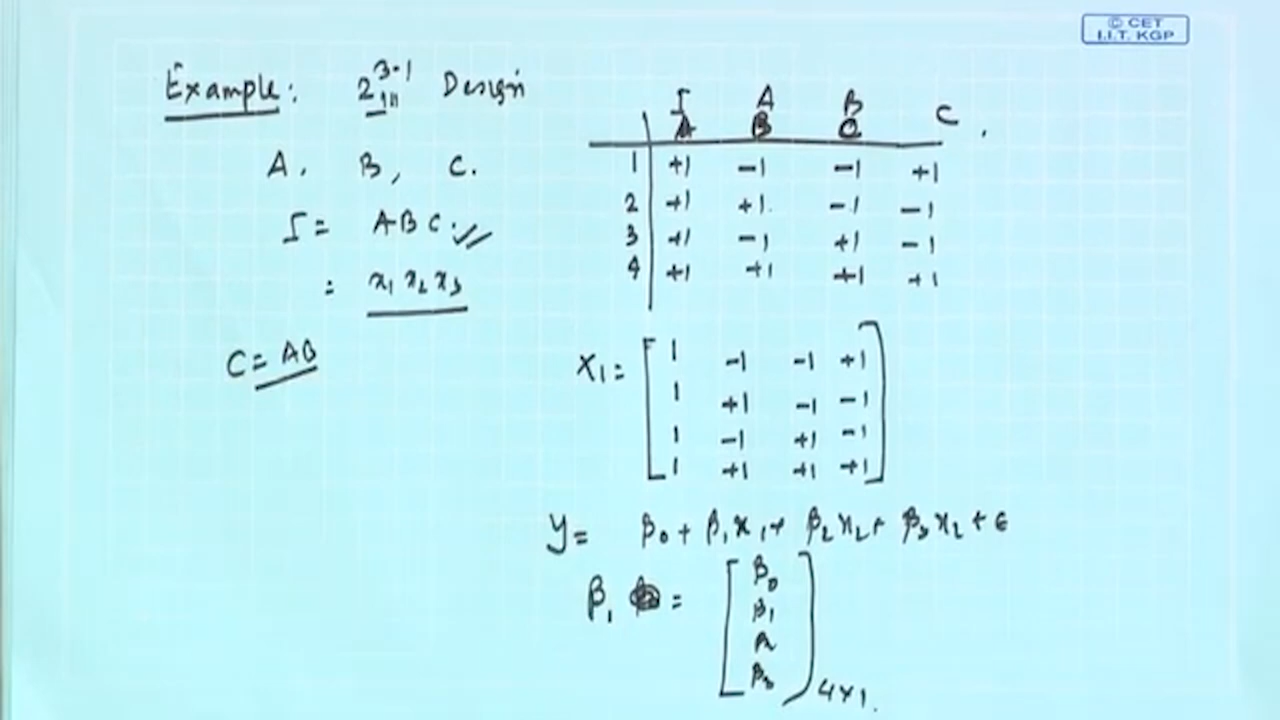 © CET
I.I.T. KGP
Example: 2_{III}^{3-1} Design
A, B, C.
I = ABC.
= x₁ x₂ x₃
C = AB
I A B C
A B C
1 +1 -1 -1 +1
2 +1 +1 -1 -1
3 +1 -1 +1 -1
4 +1 +1 +1 +1
X₁ = [ 1 -1 -1 +1
1 +1 -1 -1
1 -1 +1 -1
1 +1 +1 +1 ]
y = β₀ + β₁x₁ + β₂x₂ + β₃x₂ + ε
β₁ = [ β₀
β₁
β₃ ] 4×1.